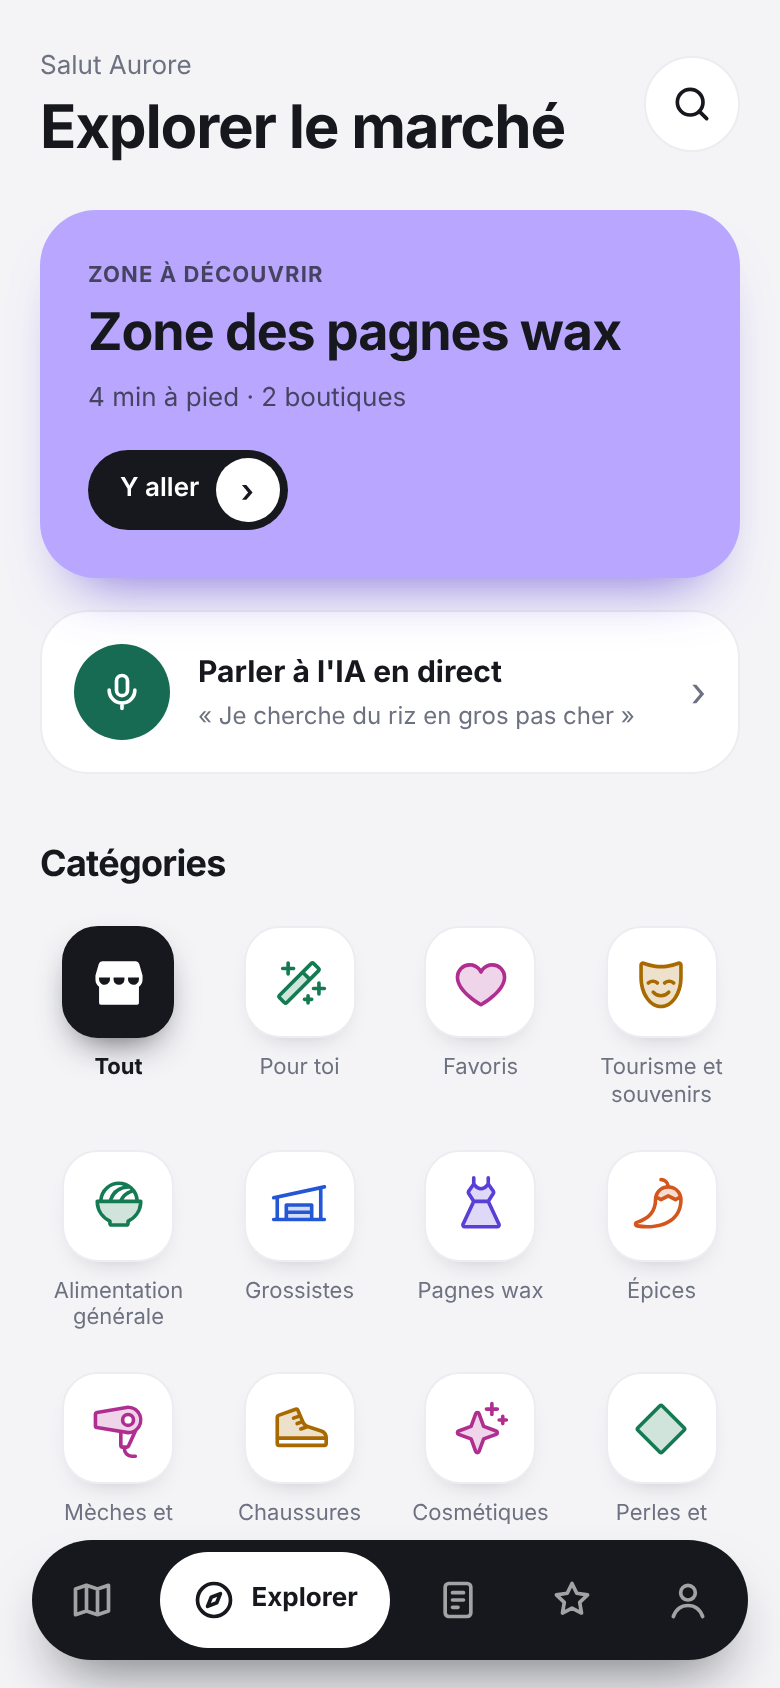 Salut Aurore
Explorer le marché
ZONE À DÉCOUVRIR
Zone des pagnes wax
4 min à pied · 2 boutiques
Y aller ›
Parler à l'IA en direct
« Je cherche du riz en gros pas cher »
Catégories
Tout
Pour toi
Favoris
Tourisme et
souvenirs
Alimentation
générale
Grossistes
Pagnes wax
Épices
Mèches et
Chaussures
Cosmétiques
Perles et
Explorer